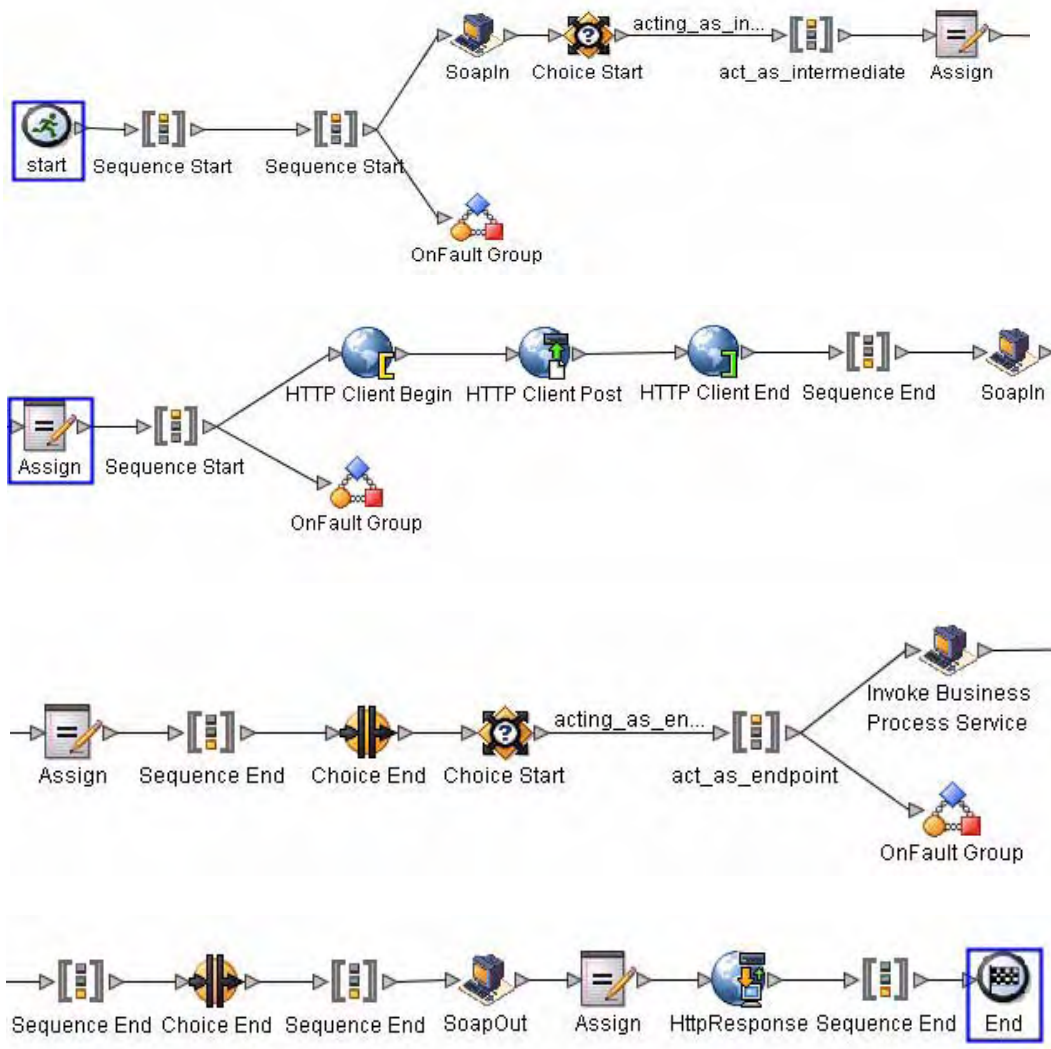 acting_as_in...
SoapIn Choice Start act_as_intermediate Assign
start Sequence Start Sequence Start
OnFault Group
HTTP Client Begin HTTP Client Post HTTP Client End Sequence End SoapIn
Assign Sequence Start
OnFault Group
Invoke Business
Process Service
acting_as_en...
Assign Sequence End Choice End Choice Start act_as_endpoint
OnFault Group
Sequence End Choice End Sequence End SoapOut Assign HttpResponse Sequence End End